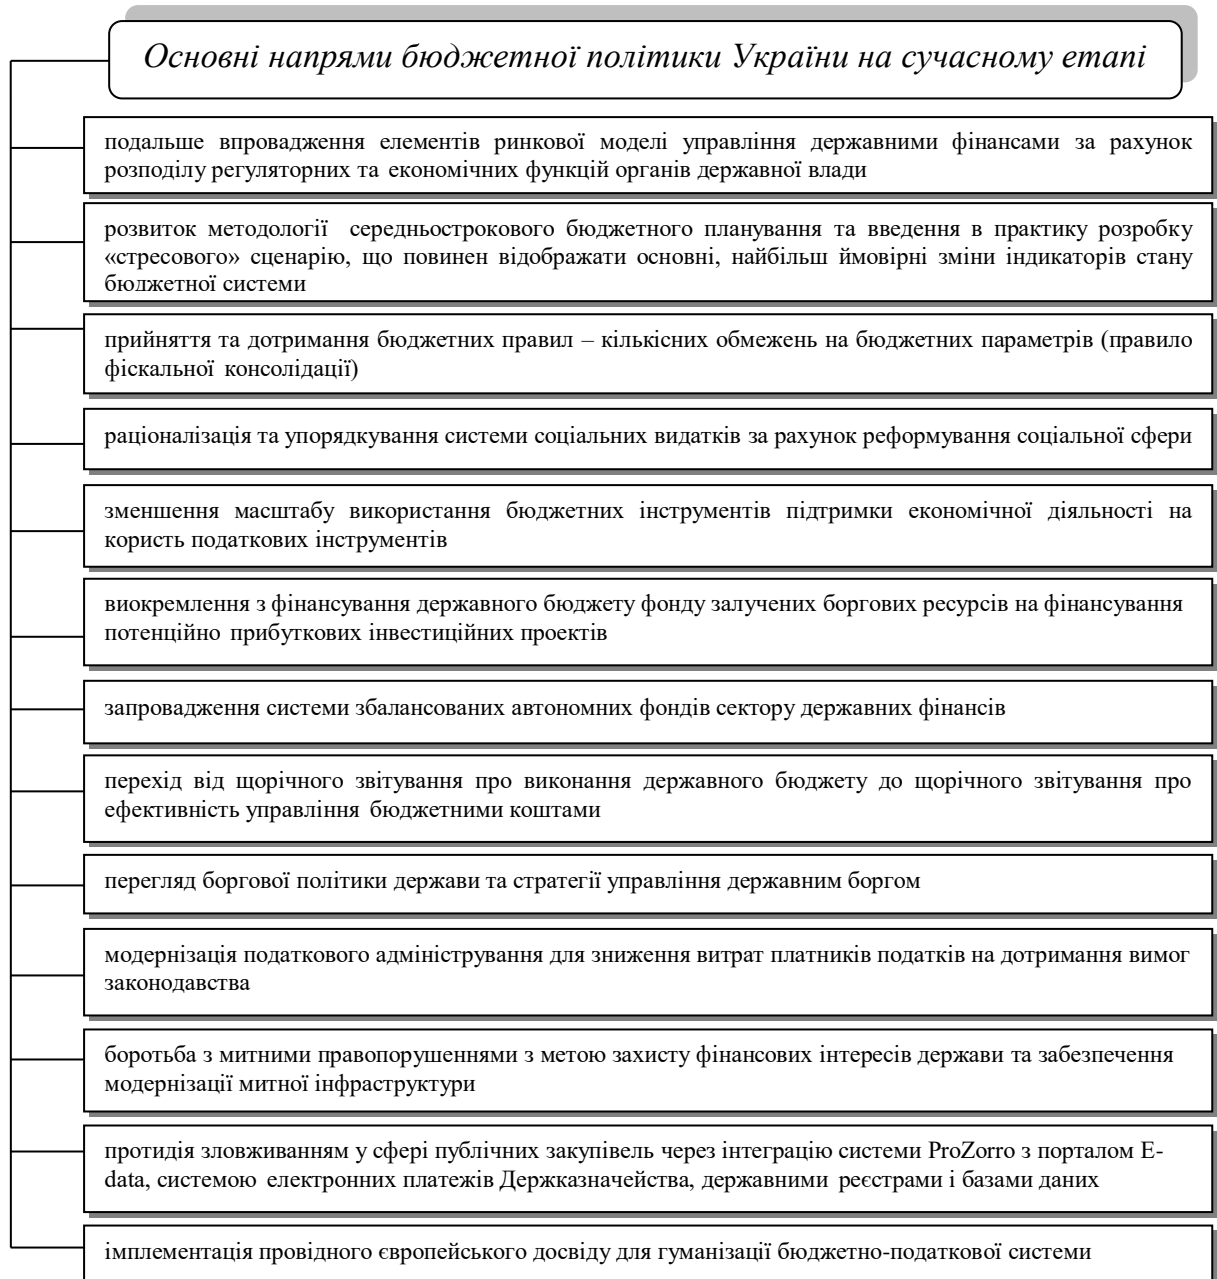 Основні напрями бюджетної політики України на сучасному етапі
подальше впровадження елементів ринкової моделі управління державними фінансами за рахунок
розподілу регуляторних та економічних функцій органів державної влади
розвиток методології середньострокового бюджетного планування та введення в практику розробку
«стресового» сценарію, що повинен відображати основні, найбільш ймовірні зміни індикаторів стану
бюджетної системи
прийняття та дотримання бюджетних правил – кількісних обмежень на бюджетних параметрів (правило
фіскальної консолідації)
раціоналізація та упорядкування системи соціальних видатків за рахунок реформування соціальної сфери
зменшення масштабу використання бюджетних інструментів підтримки економічної діяльності на
користь податкових інструментів
виокремлення з фінансування державного бюджету фонду залучених боргових ресурсів на фінансування
потенційно прибуткових інвестиційних проектів
запровадження системи збалансованих автономних фондів сектору державних фінансів
перехід від щорічного звітування про виконання державного бюджету до щорічного звітування про
ефективність управління бюджетними коштами
перегляд боргової політики держави та стратегії управління державним боргом
модернізація податкового адміністрування для зниження витрат платників податків на дотримання вимог
законодавства
боротьба з митними правопорушеннями з метою захисту фінансових інтересів держави та забезпечення
модернізації митної інфраструктури
протидія зловживанням у сфері публічних закупівель через інтеграцію системи ProZorro з порталом E-
data, системою електронних платежів Держказначейства, державними реєстрами і базами даних
імплементація провідного європейського досвіду для гуманізації бюджетно-податкової системи